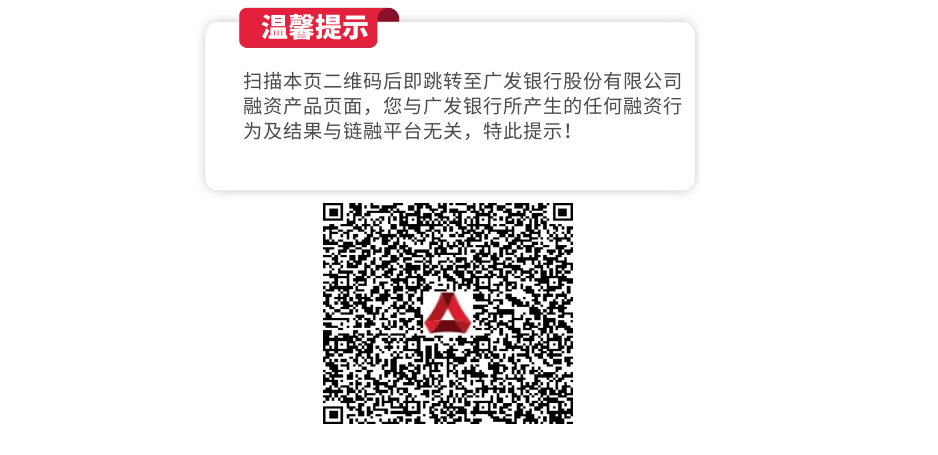 温馨提示
扫描本页二维码后即跳转至广发银行股份有限公司
融资产品页面，您与广发银行所产生的任何融资行
为及结果与链融平台无关，特此提示！